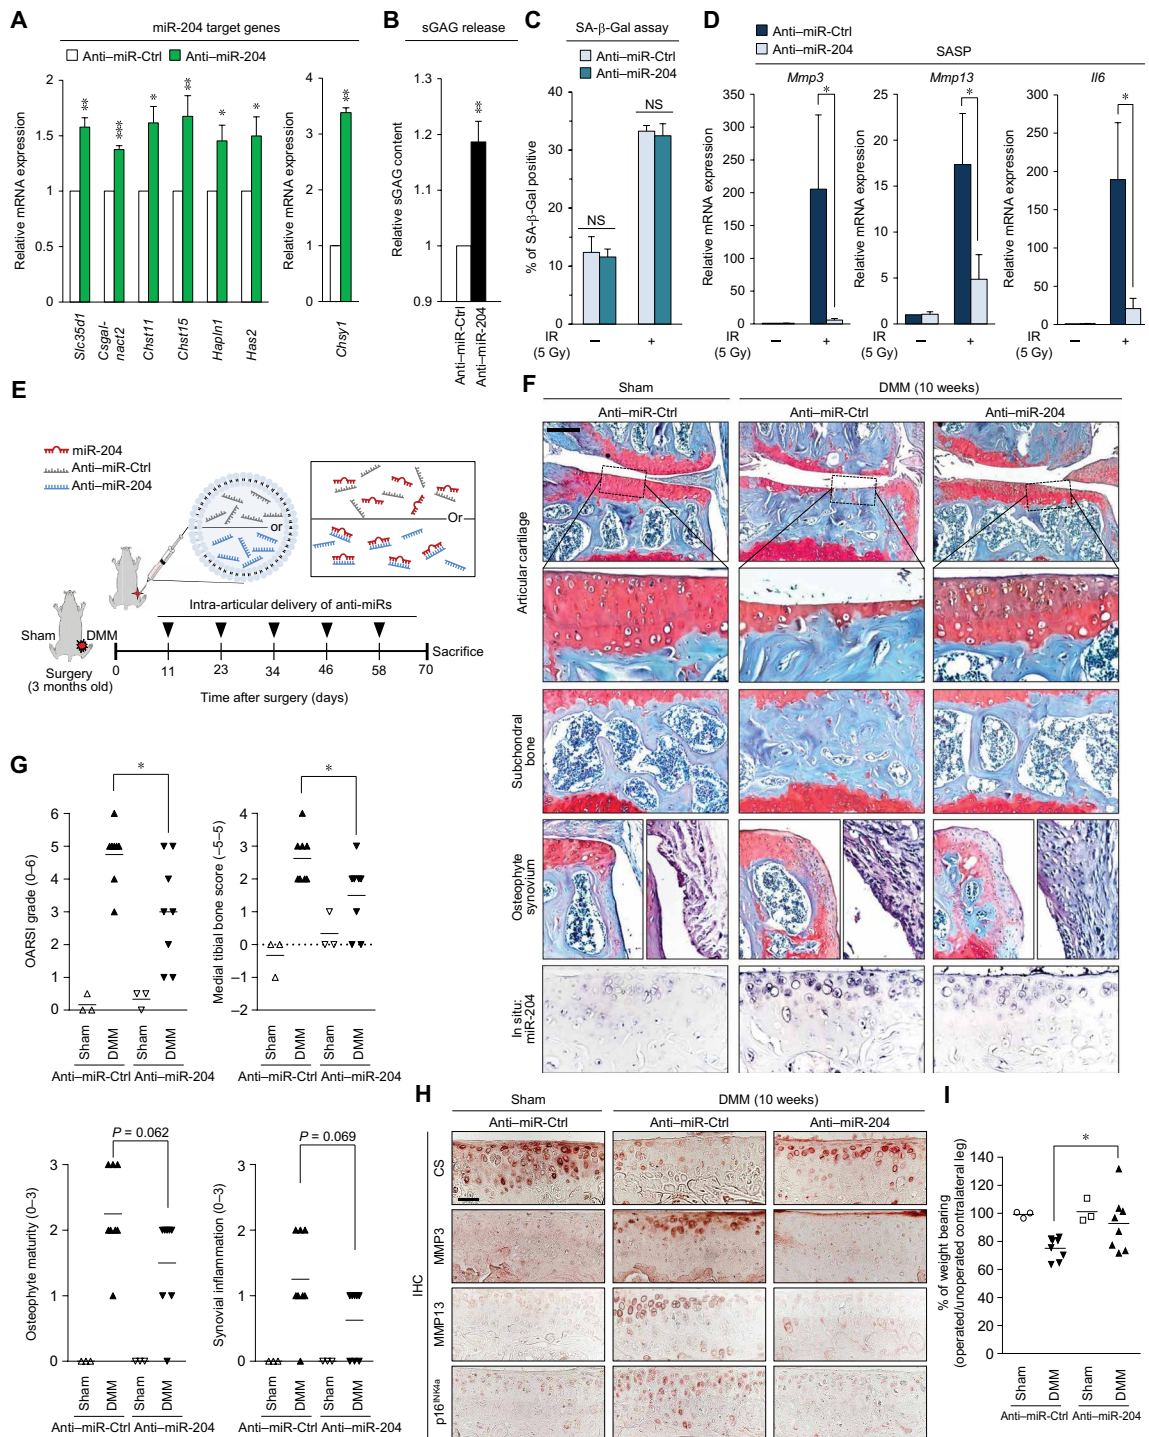 A
miR-204 target genes
Anti–miR-Ctrl Anti–miR-204
Relative mRNA expression
2
1.5
1
0.5
0
** *** * ** * *
Slc35d1
Csgal-
nact2
Chst11
Chst15
Hapln1
Has2
Relative mRNA expression
4
3
2
1
0
**
Chsy1
B
sGAG release
Relative sGAG content
1.3
1.2
1.1
1
0.9
**
Anti–miR-Ctrl
Anti–miR-204
C
SA-β-Gal assay
Anti–miR-Ctrl
Anti–miR-204
% of SA-β-Gal positive
40
30
20
10
0
NS
NS
IR
(5 Gy)
– +
D
Anti–miR-Ctrl
Anti–miR-204
SASP
Mmp3
Relative mRNA expression
350
300
250
200
150
100
50
0
*
IR
(5 Gy)
– +
Mmp13
Relative mRNA expression
25
20
15
10
5
0
*
IR
(5 Gy)
– +
Il6
Relative mRNA expression
300
250
200
150
100
50
0
*
IR
(5 Gy)
– +
E
miR-204
Anti–miR-Ctrl
Anti–miR-204
or
Or
Intra-articular delivery of anti-miRs
Sham
DMM
Surgery
(3 months old)
0 11 23 34 46 58 70
Sacrifice
Time after surgery (days)
F
Sham DMM (10 weeks)
Anti–miR-Ctrl Anti–miR-Ctrl Anti–miR-204
Articular cartilage
Subchondral
bone
Osteophyte
synovium
In situ:
miR-204
G
OARSI grade (0–6)
6
5
4
3
2
1
0
*
Sham
DMM
Sham
DMM
Anti–miR-Ctrl Anti–miR-204
Medial tibial bone score (–5–5)
4
3
2
1
0
–1
–2
*
Sham
DMM
Sham
DMM
Anti–miR-Ctrl Anti–miR-204
Osteophyte maturity (0–3)
3
2
1
0
P = 0.062
Sham
DMM
Sham
DMM
Anti–miR-Ctrl Anti–miR-204
Synovial inflammation (0–3)
3
2
1
0
P = 0.069
Sham
DMM
Sham
DMM
Anti–miR-Ctrl Anti–miR-204
H
Sham DMM (10 weeks)
Anti–miR-Ctrl Anti–miR-Ctrl Anti–miR-204
IHC
CS
MMP3
MMP13
p16INK4a
I
% of weight bearing
(operated/unoperated contralateral leg)
140
120
100
80
60
40
20
0
*
Sham
DMM
Sham
DMM
Anti–miR-Ctrl Anti–miR-204